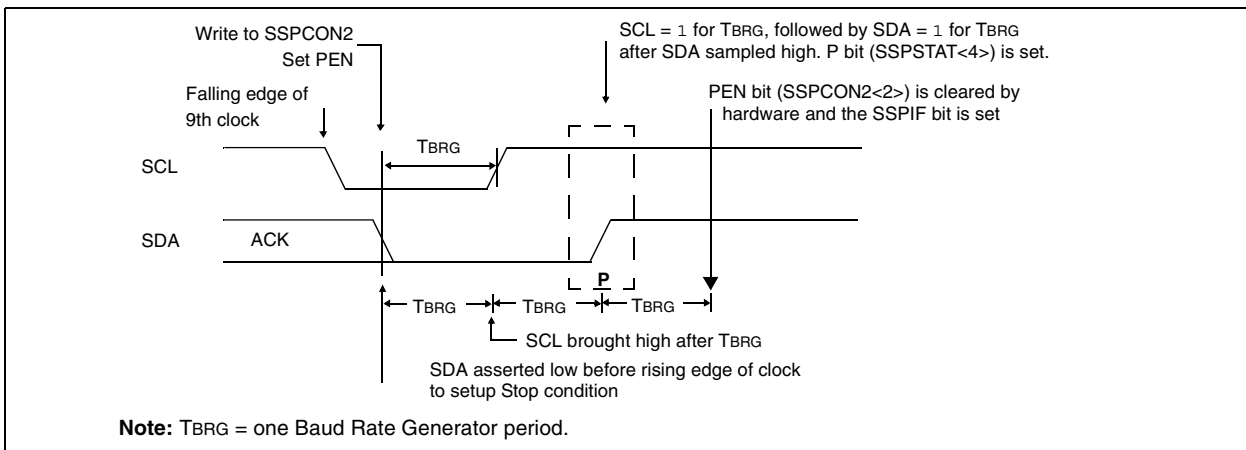 Write to SSPCON2
Set PEN
SCL = 1 for TBRG, followed by SDA = 1 for TBRG
after SDA sampled high. P bit (SSPSTAT<4>) is set.
Falling edge of
9th clock
PEN bit (SSPCON2<2>) is cleared by
hardware and the SSPIF bit is set
TBRG
SCL
SDA
ACK
P
TBRG
TBRG
TBRG
SCL brought high after TBRG
SDA asserted low before rising edge of clock
to setup Stop condition
Note: TBRG = one Baud Rate Generator period.